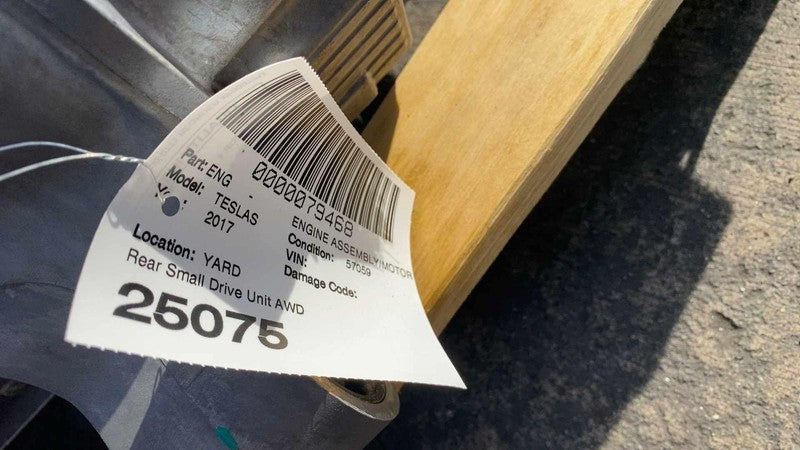 0000079468
Part: ENG - ENGINE ASSEMBLY/MOTOR
Model: TESLAS Condition: 57059
2017 VIN:
Damage Code:
Location: YARD
Rear Small Drive Unit AWD
25075